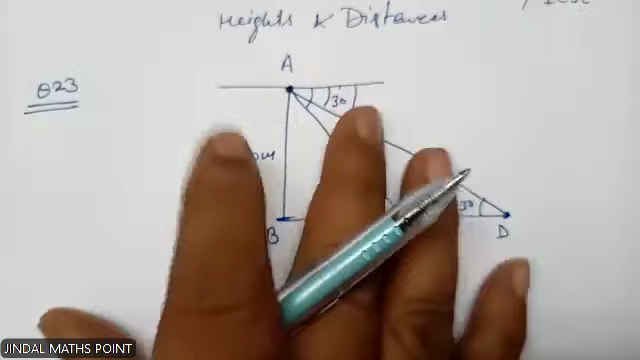 Heights & Distances
Q23
A
30
B
30
D
JINDAL MATHS POINT